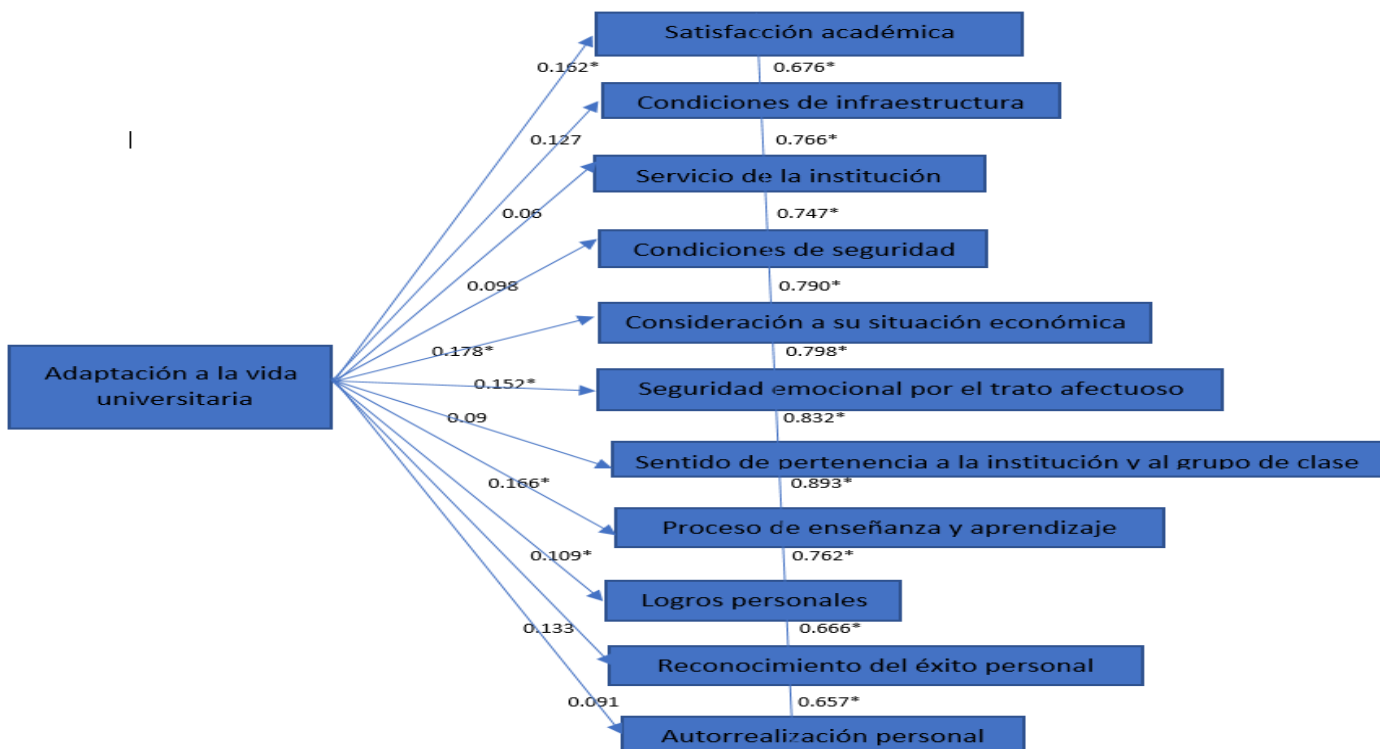 Satisfacción académica
0.162*
0.676*
Condiciones de infraestructura
0.127
0.766*
Servicio de la institución
0.06
0.747*
Condiciones de seguridad
0.098
0.790*
Consideración a su situación económica
0.178*
0.798*
Adaptación a la vida
universitaria
Seguridad emocional por el trato afectuoso
0.152*
0.832*
0.09
Sentido de pertenencia a la institución y al grupo de clase
0.166*
0.893*
Proceso de enseñanza y aprendizaje
0.109*
0.762*
Logros personales
0.133
0.666*
Reconocimiento del éxito personal
0.091
0.657*
Autorrealización personal